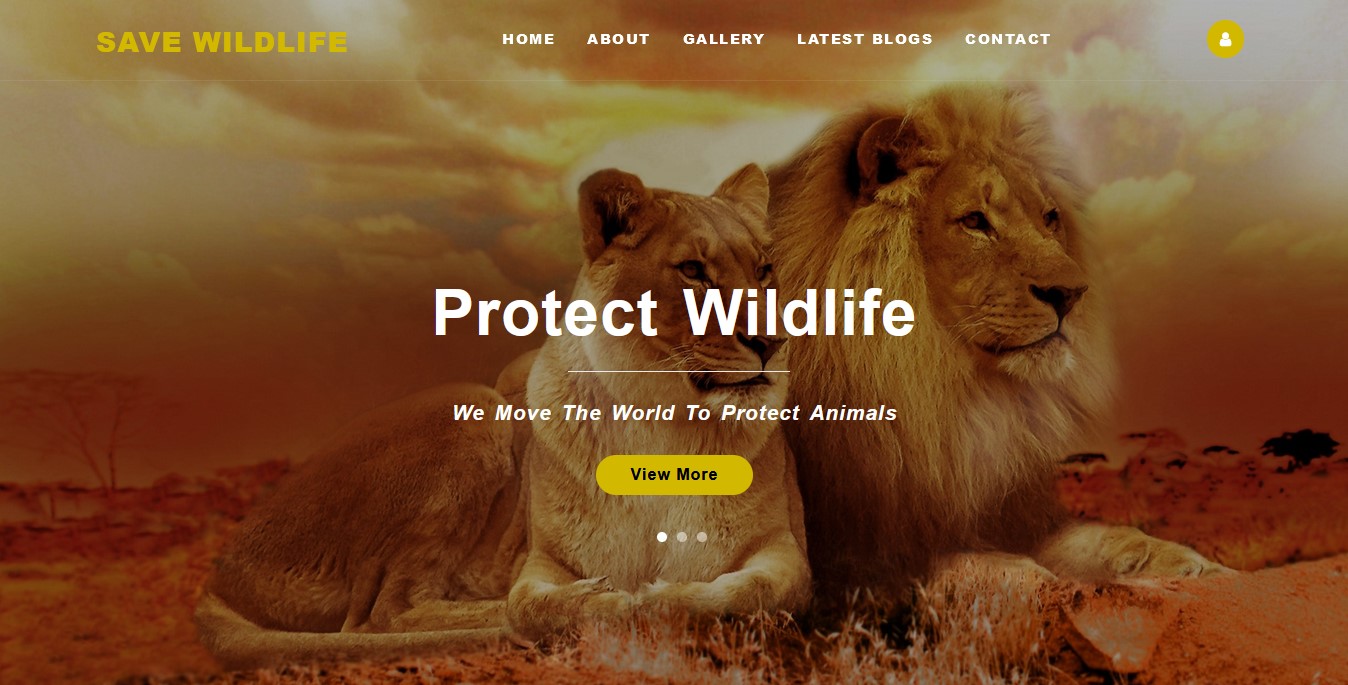 SAVE WILDLIFE
HOME ABOUT GALLERY LATEST BLOGS CONTACT
Protect Wildlife
We Move The World To Protect Animals
View More